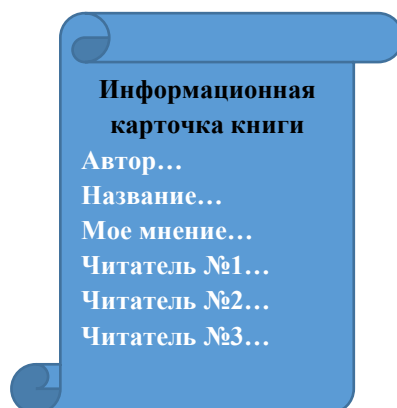 Информационная
карточка книги
Автор…
Название…
Мое мнение…
Читатель №1…
Читатель №2…
Читатель №3…